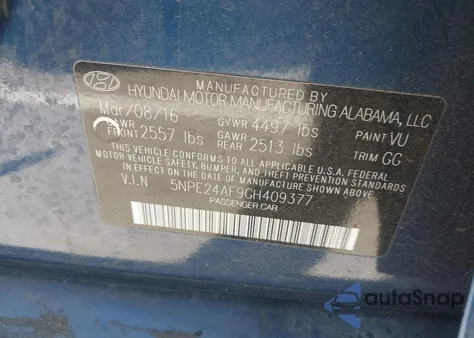 MANUFACTURED BY
HYUNDAI MOTOR MANUFACTURING ALABAMA, LLC
Mar/08/16 GVWR 4497 lbs PAINT VU
GAWR FRONT 2557 lbs GAWR REAR 2513 lbs TRIM GG
THIS VEHICLE CONFORMS TO ALL APPLICABLE U.S.A. FEDERAL
MOTOR VEHICLE SAFETY, BUMPER, AND THEFT PREVENTION STANDARDS
IN EFFECT ON THE DATE OF MANUFACTURE SHOWN ABOVE.
V.I.N 5NPE24AF9GH409377
PASSENGER CAR
autoSnap